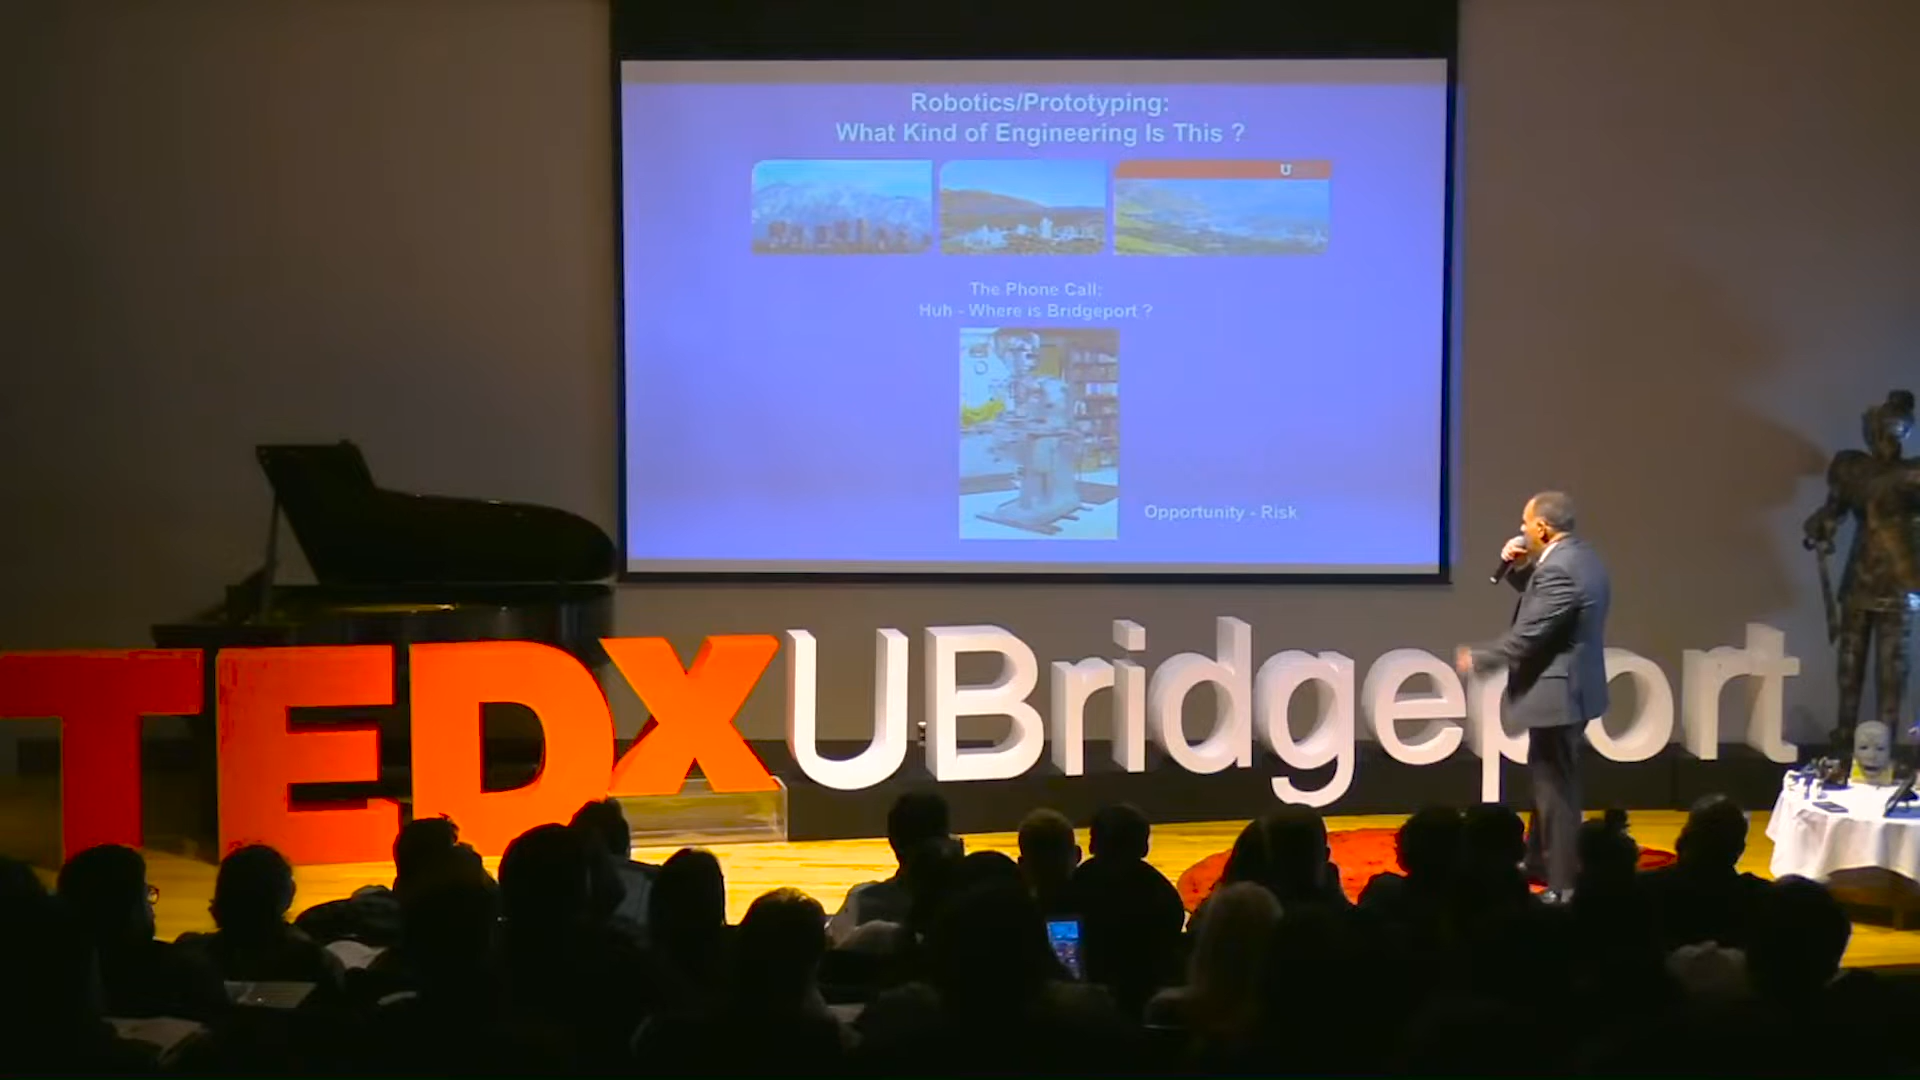 Robotics/Prototyping:
What Kind of Engineering Is This ?
U
The Phone Call:
Huh - Where is Bridgeport ?
Opportunity - Risk
TEDxUBridgeport